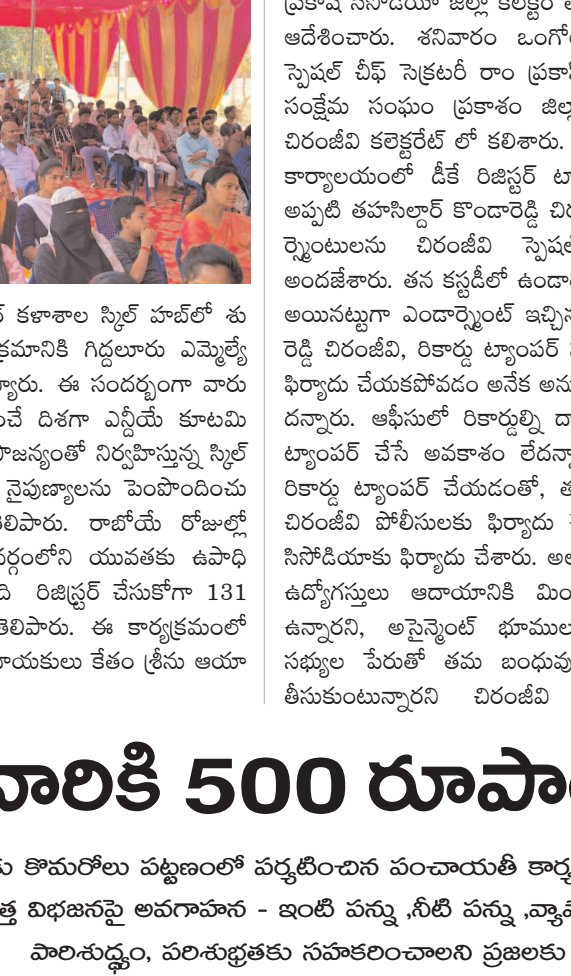 కళాశాల స్కిల్ హబ్‌లో శు
క్రమానికి గిద్దలూరు ఎమ్మెల్యే
్యారు. ఈ సందర్భంగా వారు
ంచే దిశగా ఎన్డీయే కూటమి
సౌజన్యంతో నిర్వహిస్తున్న స్కిల్
నైపుణ్యాలను పెంపొందించు
తెలిపారు. రాబోయే రోజుల్లో
వర్గంలోని యువతకు ఉపాధి
ది రిజిస్ట్రర్ చేసుకోగా 131
తెలిపారు. ఈ కార్యక్రమంలో
నాయకులు కేతం శ్రీను ఆయా
ప్రకాష్ సిసోడియా జిల్లా కలెక్టర్
ఆదేశించారు. శనివారం ఒంగో
స్పెషల్ చీఫ్ సెక్రటరీ రాం ప్రకా
సంక్షేమ సంఘం ప్రకాశం జిల్లా
చిరంజీవి కలెక్టరేట్ లో కలిశారు.
కార్యాలయంలో డీకే రిజిస్టర్ ట్యా
అప్పటి తహసిల్దార్ కొండారెడ్డి చిర
ర్స్మెంటులను చిరంజీవి స్పెషల్
అందజేశారు. తన కస్టడీలో ఉండా
అయినట్టుగా ఎండార్స్మెంట్ ఇచ్చిన
రెడ్డి చిరంజీవి, రికార్డు ట్యాంపర్
ఫిర్యాదు చేయకపోవడం అనేక అను
దన్నారు. ఆఫీసులో రికార్డుల్ని దా
ట్యాంపర్ చేసే అవకాశం లేదన్నా
రికార్డు ట్యాంపర్ చేయడంతో, త
చిరంజీవి పోలీసులకు ఫిర్యాదు
సిసోడియాకు ఫిర్యాదు చేశారు. అల
ఉద్యోగస్తులు ఆదాయానికి మిం
ఉన్నారని, అసైన్మెంట్ భూముల
సభ్యుల పేరుతో తమ బంధువు
తీసుకుంటున్నారని చిరంజీవి
వారికి 500 రూపా
కు కొమరోలు పట్టణంలో పర్యటించిన పంచాయతీ కార్య
త్త విభజనపై అవగాహన - ఇంటి పన్ను ,నీటి పన్ను ,వ్యా
పారిశుద్ధ్యం, పరిశుభ్రతకు సహకరించాలని ప్రజలకు